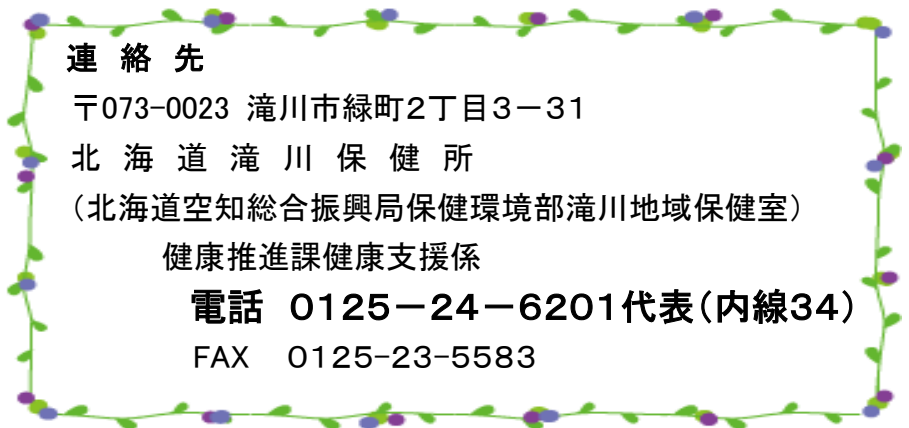 連　絡　先
〒073-0023 滝川市緑町２丁目３－３１
北　海　道　滝　川　保　健　所
（北海道空知総合振興局保健環境部滝川地域保健室）
健康推進課健康支援係
電話　０１２５－２４－６２０１代表（内線３４）
FAX　０１２５-２３-５５８３